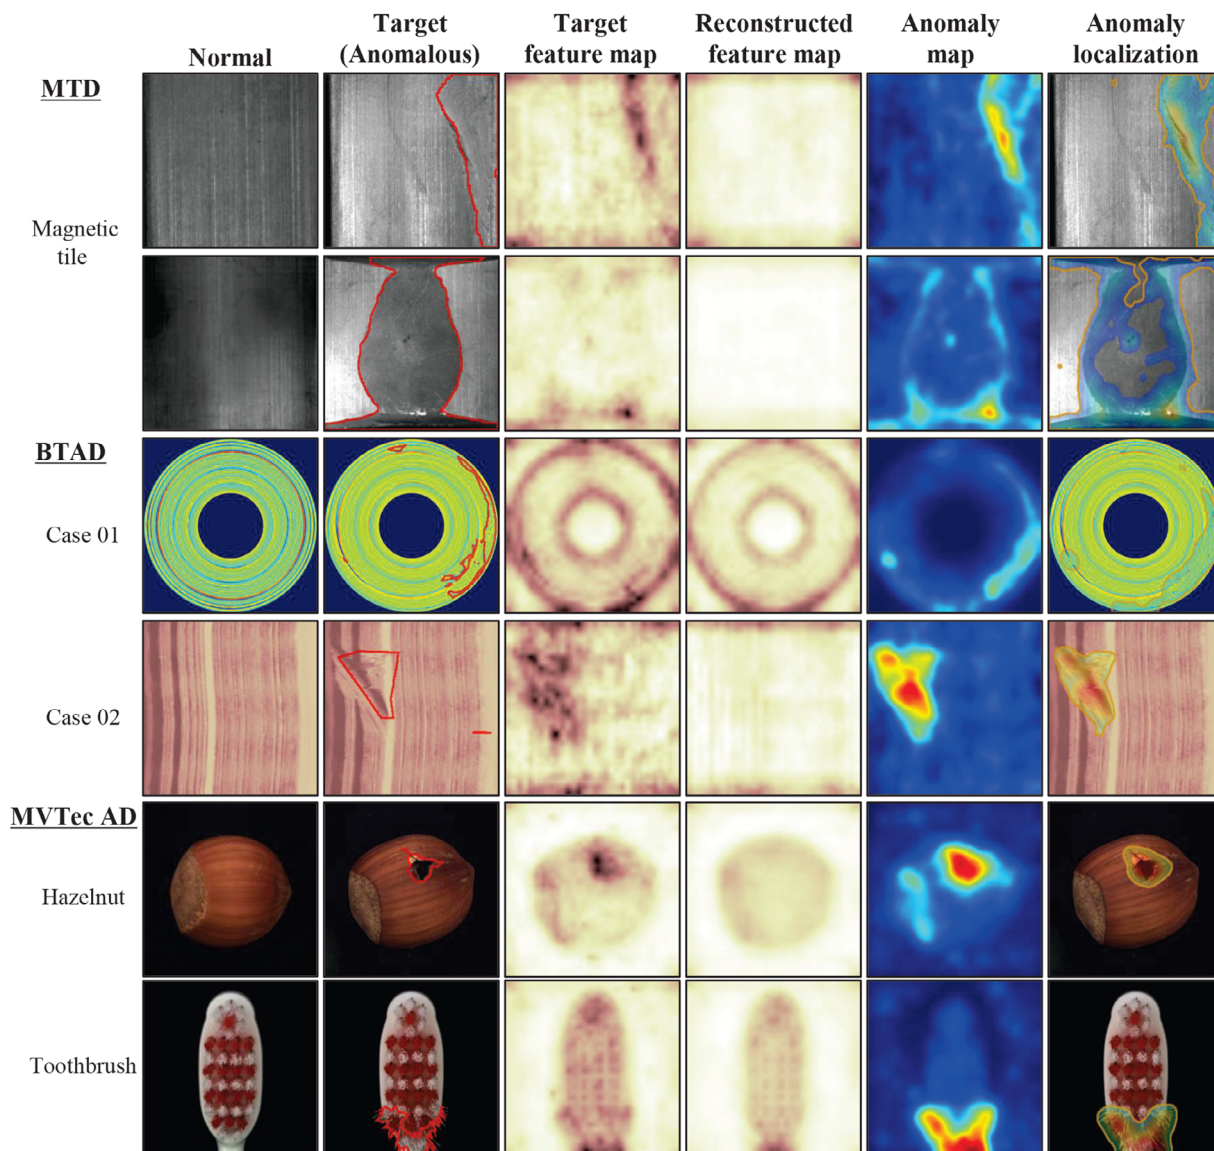 Normal
Target
(Anomalous)
Target
feature map
Reconstructed
feature map
Anomaly
map
Anomaly
localization
MTD
Magnetic
tile
BTAD
Case 01
Case 02
MVTec AD
Hazelnut
Toothbrush